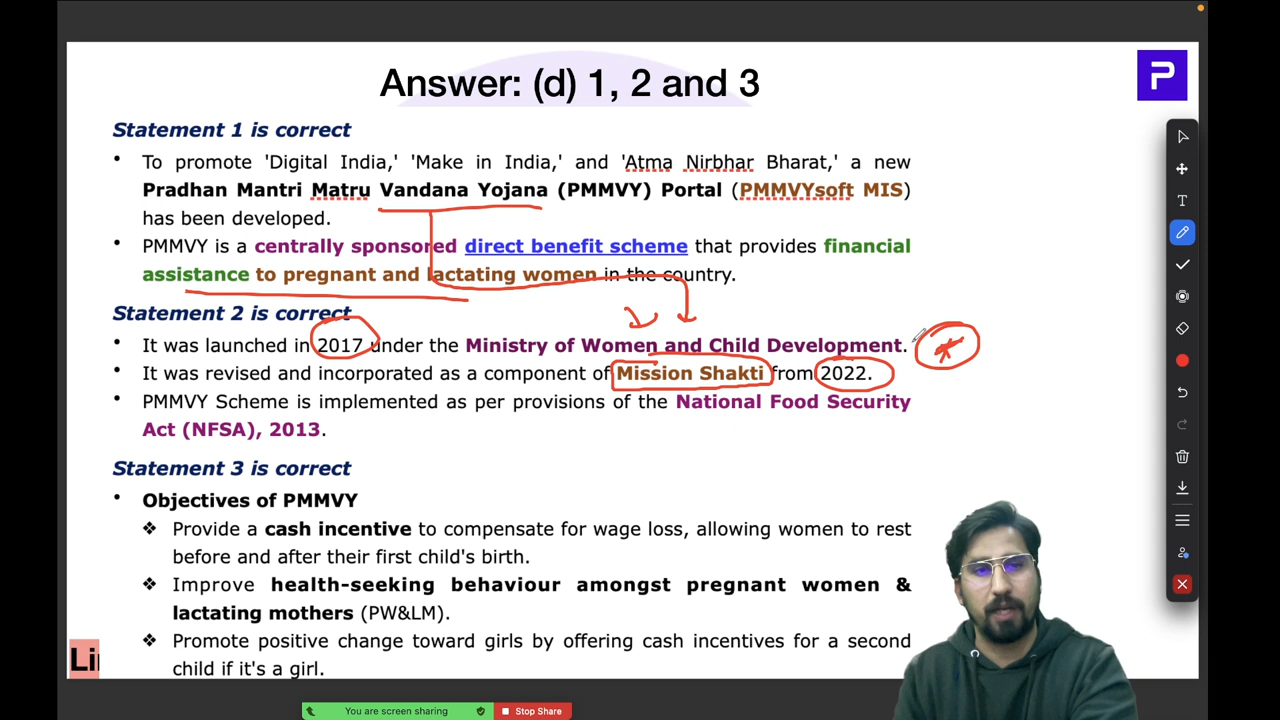 Answer: (d) 1, 2 and 3
P
Statement 1 is correct
• To promote 'Digital India,' 'Make in India,' and 'Atma Nirbhar Bharat,' a new
Pradhan Mantri Matru Vandana Yojana (PMMVY) Portal (PMMVYsoft MIS)
has been developed.
• PMMVY is a centrally sponsored direct benefit scheme that provides financial
assistance to pregnant and lactating women in the country.
Statement 2 is correct
• It was launched in 2017 under the Ministry of Women and Child Development.
• It was revised and incorporated as a component of Mission Shakti from 2022.
• PMMVY Scheme is implemented as per provisions of the National Food Security
Act (NFSA), 2013.
Statement 3 is correct
• Objectives of PMMVY
❖ Provide a cash incentive to compensate for wage loss, allowing women to rest
before and after their first child's birth.
❖ Improve health-seeking behaviour amongst pregnant women &
lactating mothers (PW&LM).
❖ Promote positive change toward girls by offering cash incentives for a second
child if it's a girl.
T
You are screen sharing
Stop Share